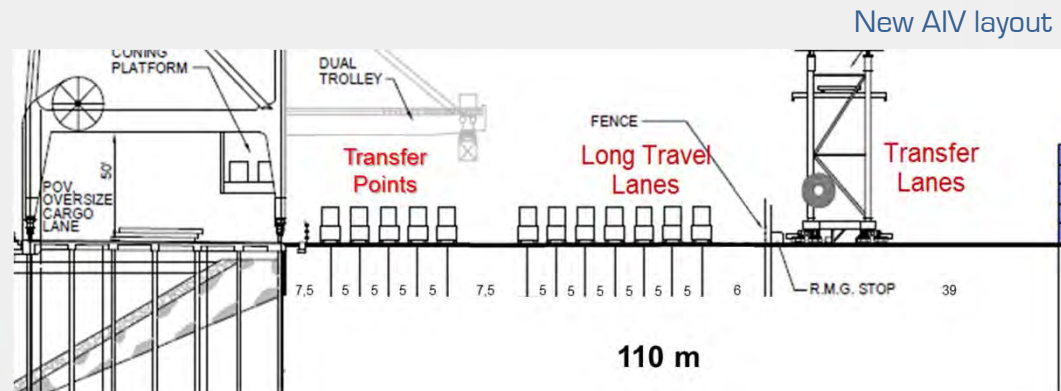 New AIV layout
CONING
PLATFORM
DUAL
TROLLEY
FENCE
Transfer
Points
Long Travel
Lanes
Transfer
Lanes
50'
POV,
OVERSIZE
CARGO
LANE
7,5 5 5 5 5 7,5 5 5 5 5 5 5 6 R.M.G. STOP 39
110 m